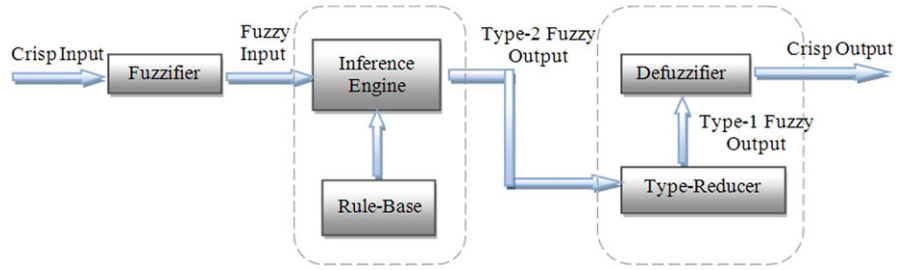 Crisp Input
Fuzzifier
Fuzzy
Input
Inference
Engine
Rule-Base
Type-2 Fuzzy
Output
Type-Reducer
Type-1 Fuzzy
Output
Defuzzifier
Crisp Output